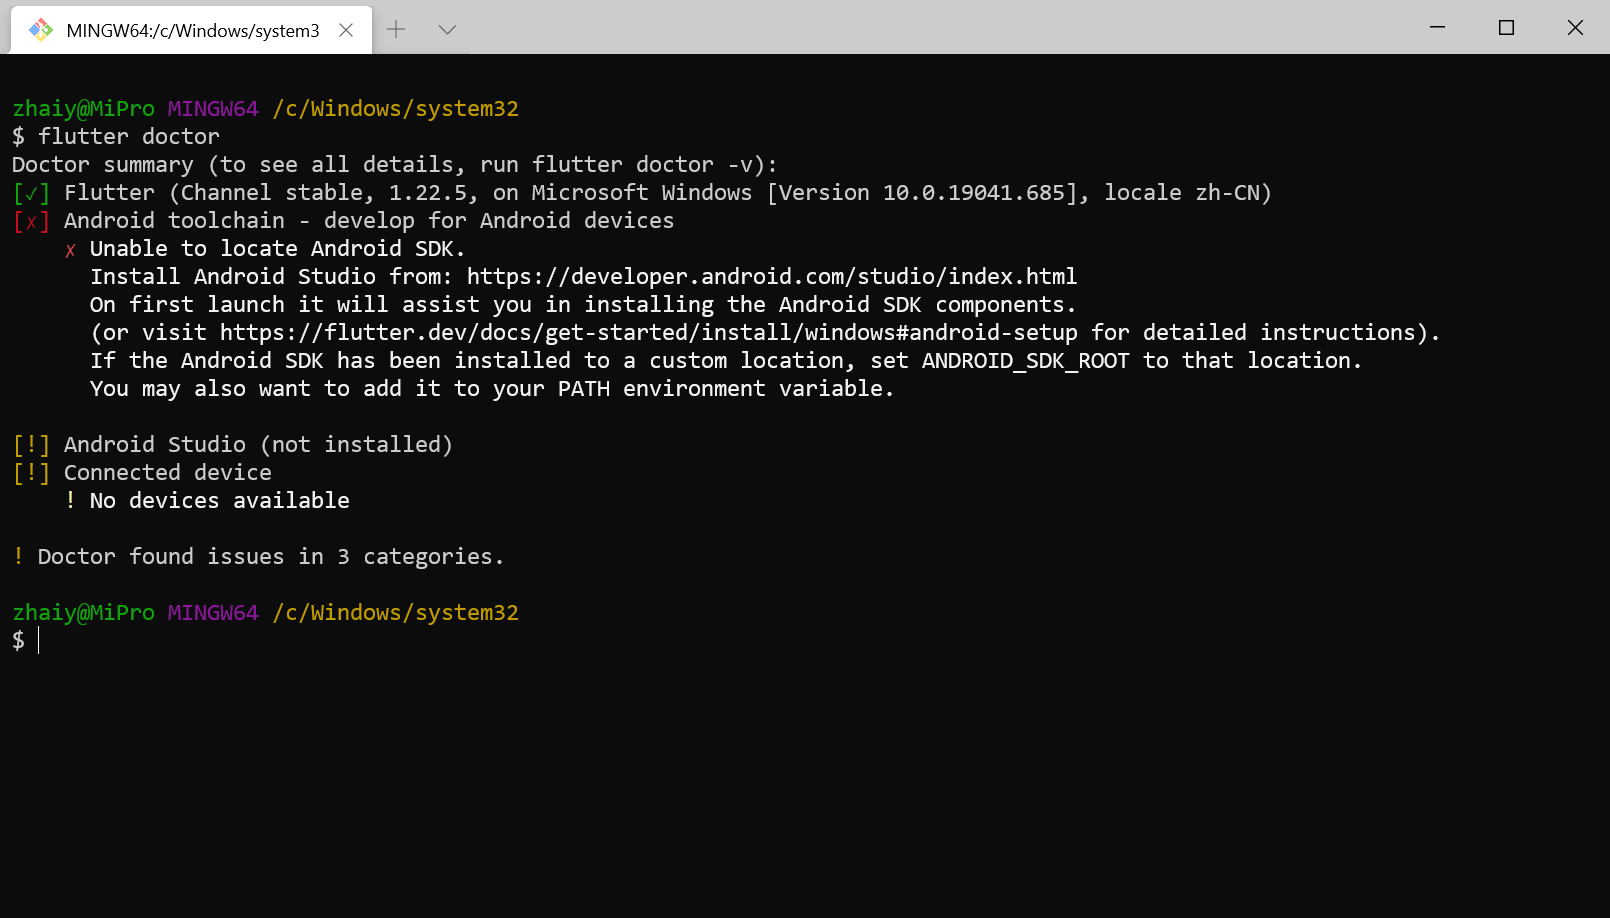 MINGW64:/c/Windows/system3
zhaiy@MiPro MINGW64 /c/Windows/system32
$ flutter doctor
Doctor summary (to see all details, run flutter doctor -v):
[✓] Flutter (Channel stable, 1.22.5, on Microsoft Windows [Version 10.0.19041.685], locale zh-CN)
[✗] Android toolchain - develop for Android devices
    ✗ Unable to locate Android SDK.
      Install Android Studio from: https://developer.android.com/studio/index.html
      On first launch it will assist you in installing the Android SDK components.
      (or visit https://flutter.dev/docs/get-started/install/windows#android-setup for detailed instructions).
      If the Android SDK has been installed to a custom location, set ANDROID_SDK_ROOT to that location.
      You may also want to add it to your PATH environment variable.
[!] Android Studio (not installed)
[!] Connected device
    ! No devices available
! Doctor found issues in 3 categories.
zhaiy@MiPro MINGW64 /c/Windows/system32
$